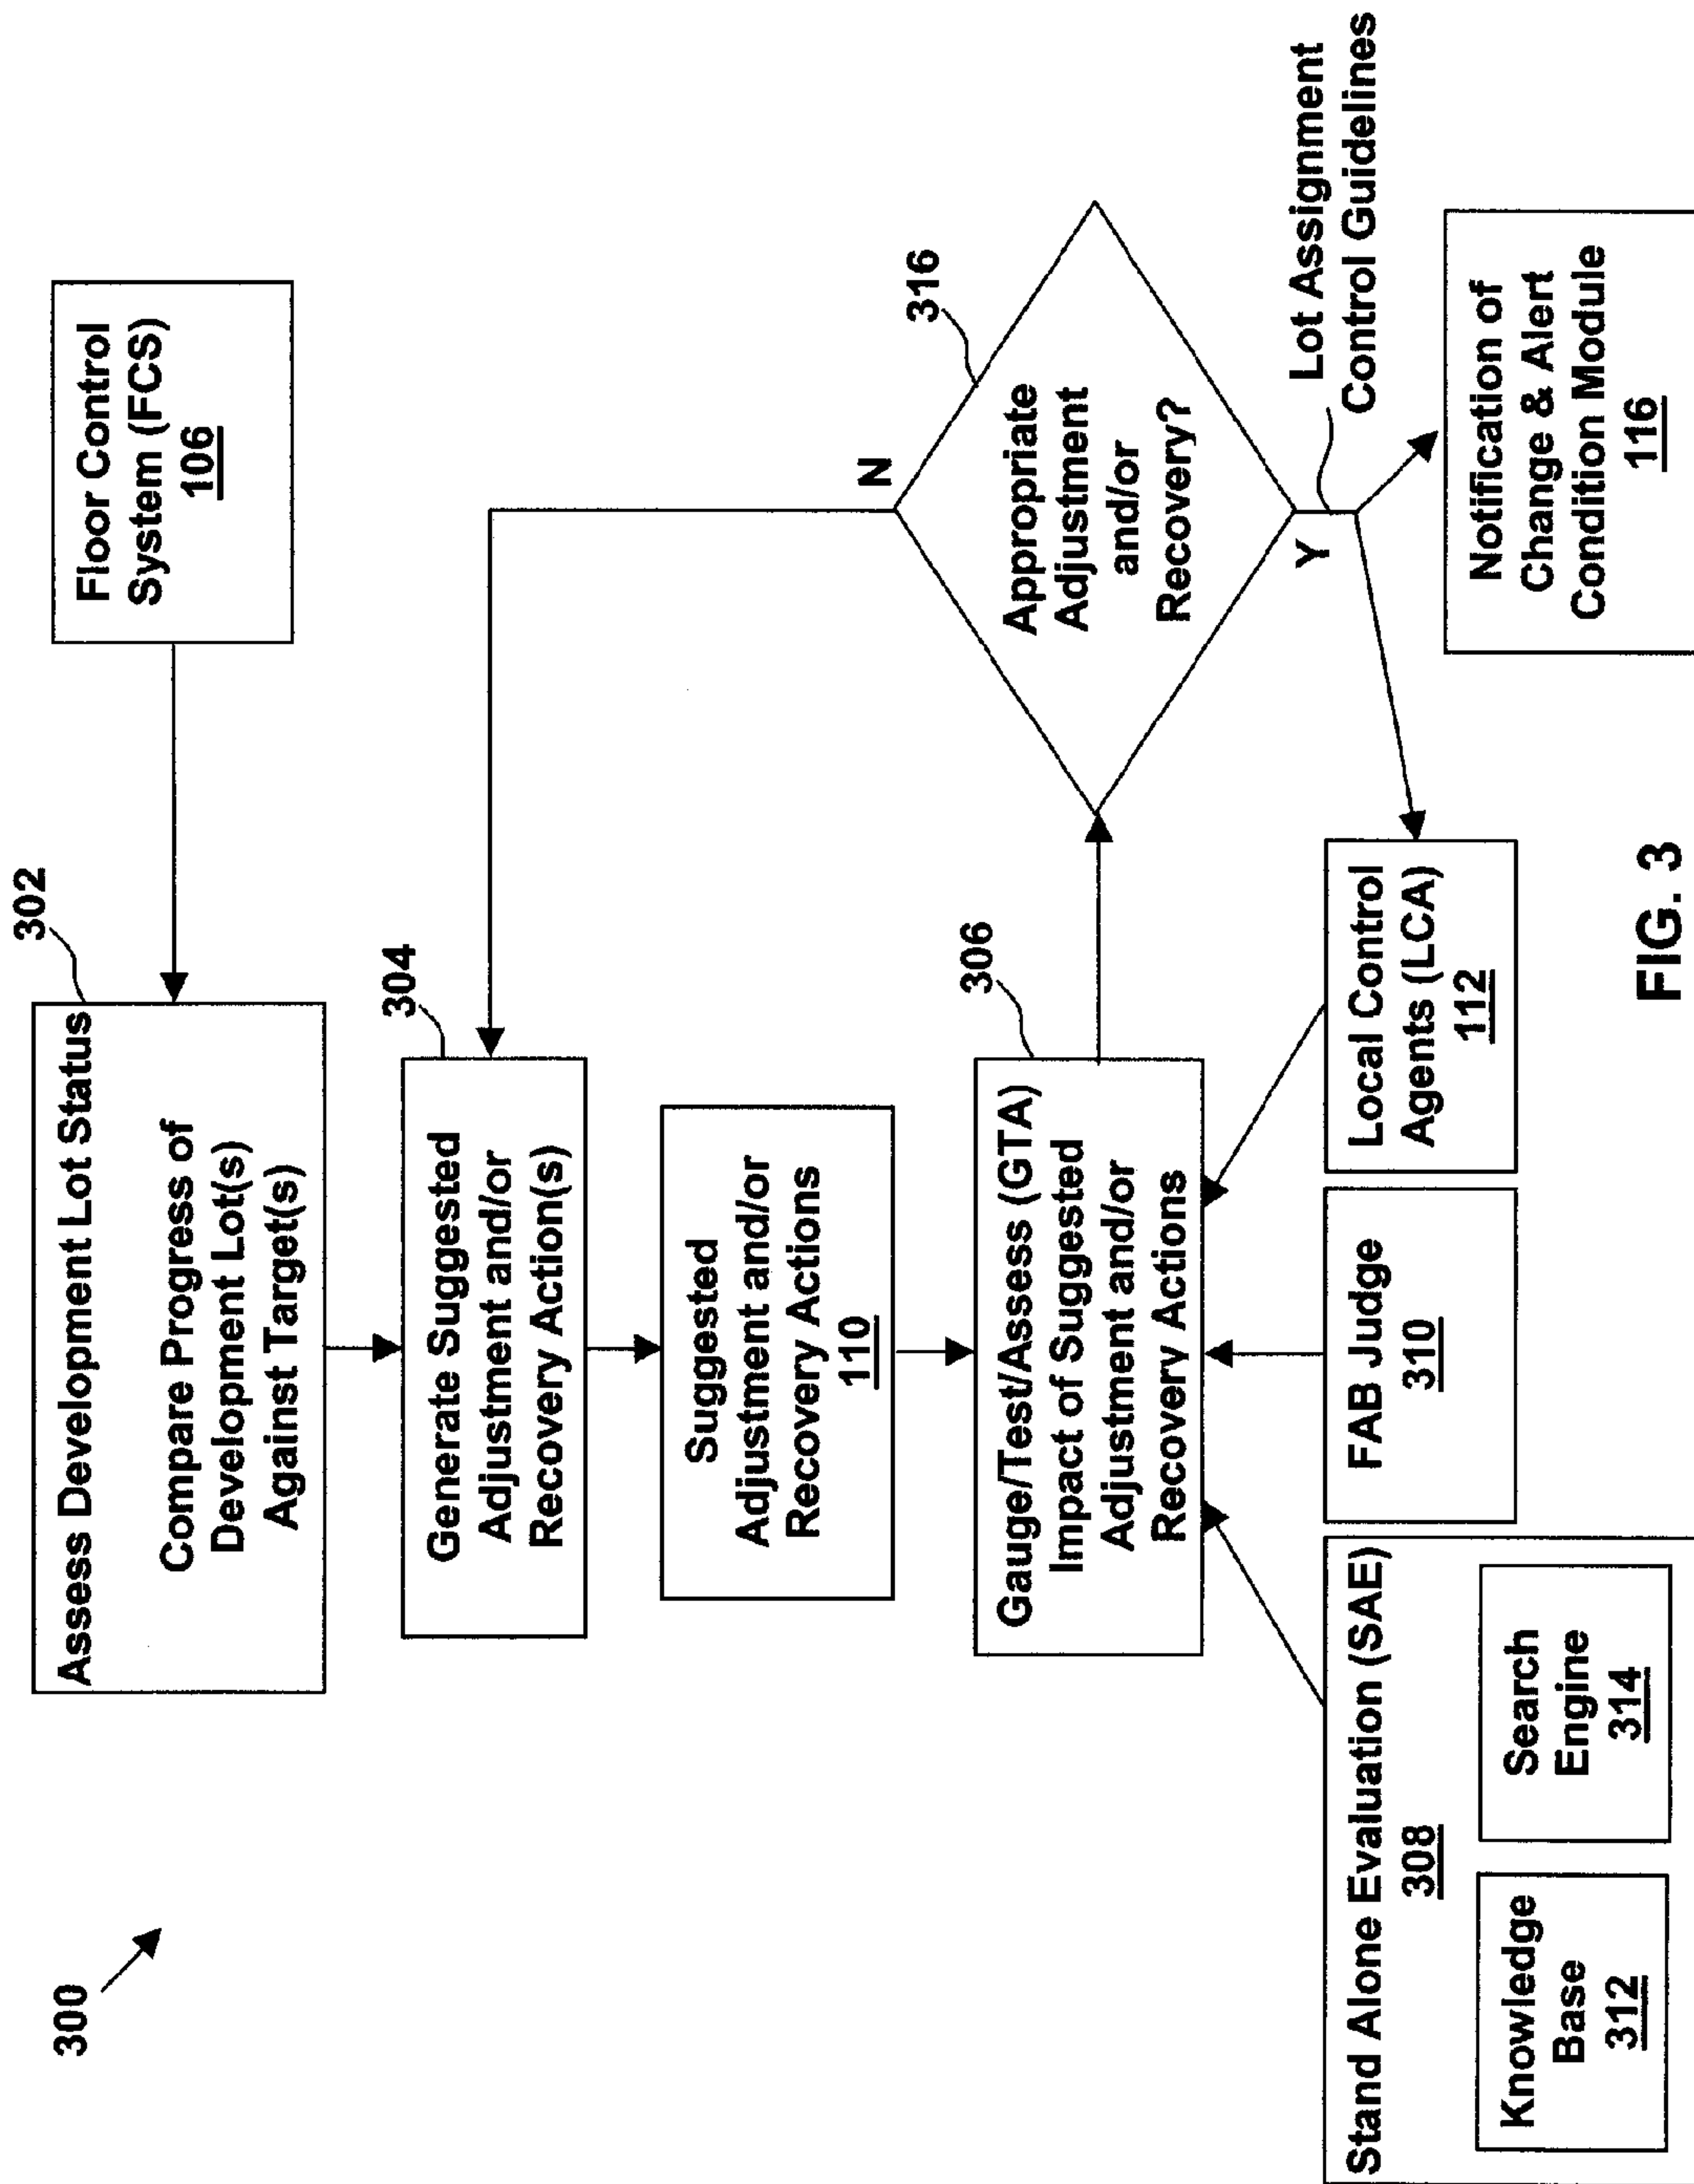 300
302
Assess Development Lot Status
Compare Progress of
Development Lot(s)
Against Target(s)
Floor Control
System (FCS)
106
304
Generate Suggested
Adjustment and/or
Recovery Action(s)
Suggested
Adjustment and/or
Recovery Actions
110
306
Gauge/Test/Assess (GTA)
Impact of Suggested
Adjustment and/or
Recovery Actions
316
Appropriate
Adjustment
and/or
Recovery?
N
Y
Lot Assignment
Control Guidelines
Stand Alone Evaluation (SAE)
308
Knowledge
Base
312
Search
Engine
314
FAB Judge
310
Local Control
Agents (LCA)
112
Notification of
Change & Alert
Condition Module
116
FIG. 3